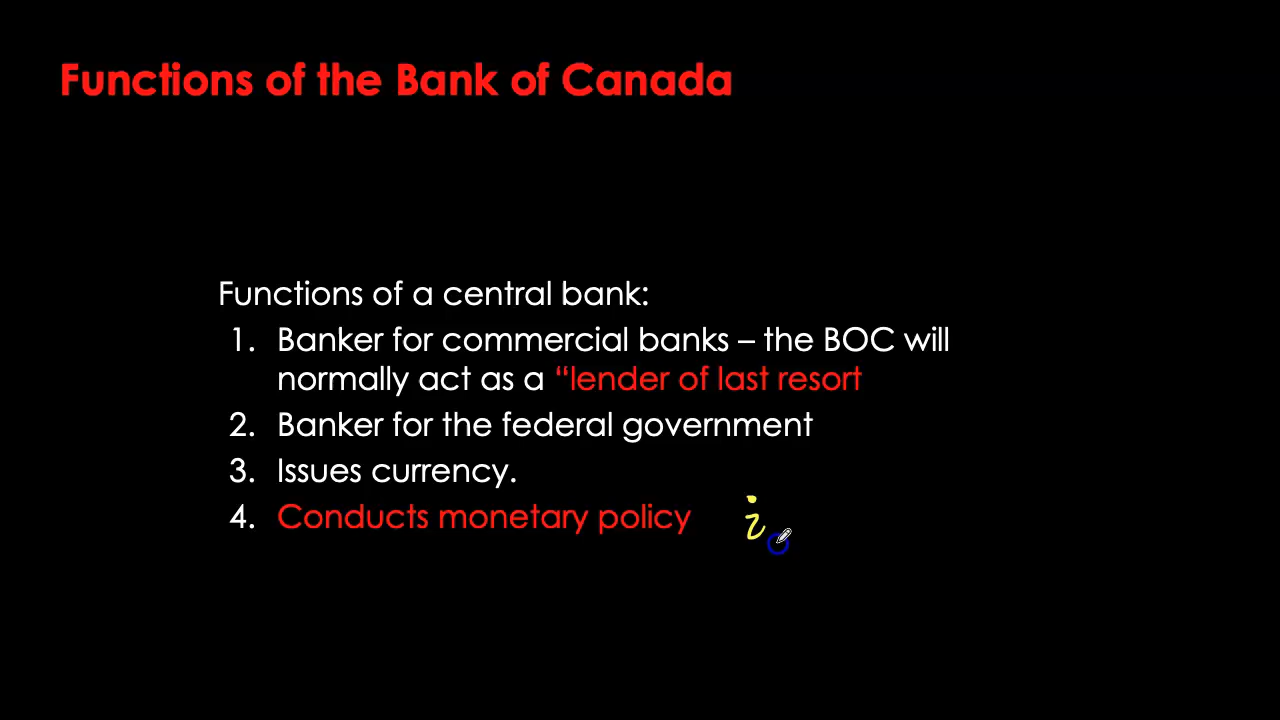 Functions of the Bank of Canada
Functions of a central bank:
1. Banker for commercial banks – the BOC will
normally act as a “lender of last resort
2. Banker for the federal government
3. Issues currency.
4. Conducts monetary policy i